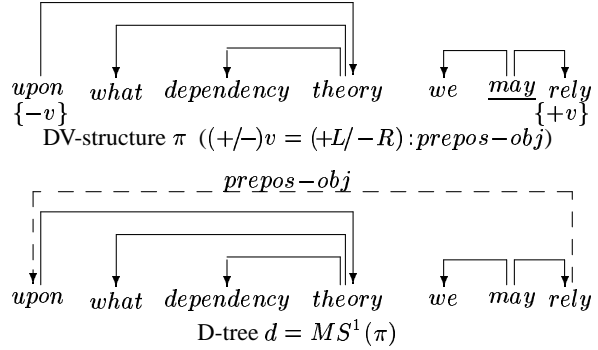 upon what dependency theory we may rely
{−v} {+v}
DV-structure π ((+/−)v = (+L/−R) : prepos−obj)
prepos−obj
upon what dependency theory we may rely
D-tree d = MS¹(π)